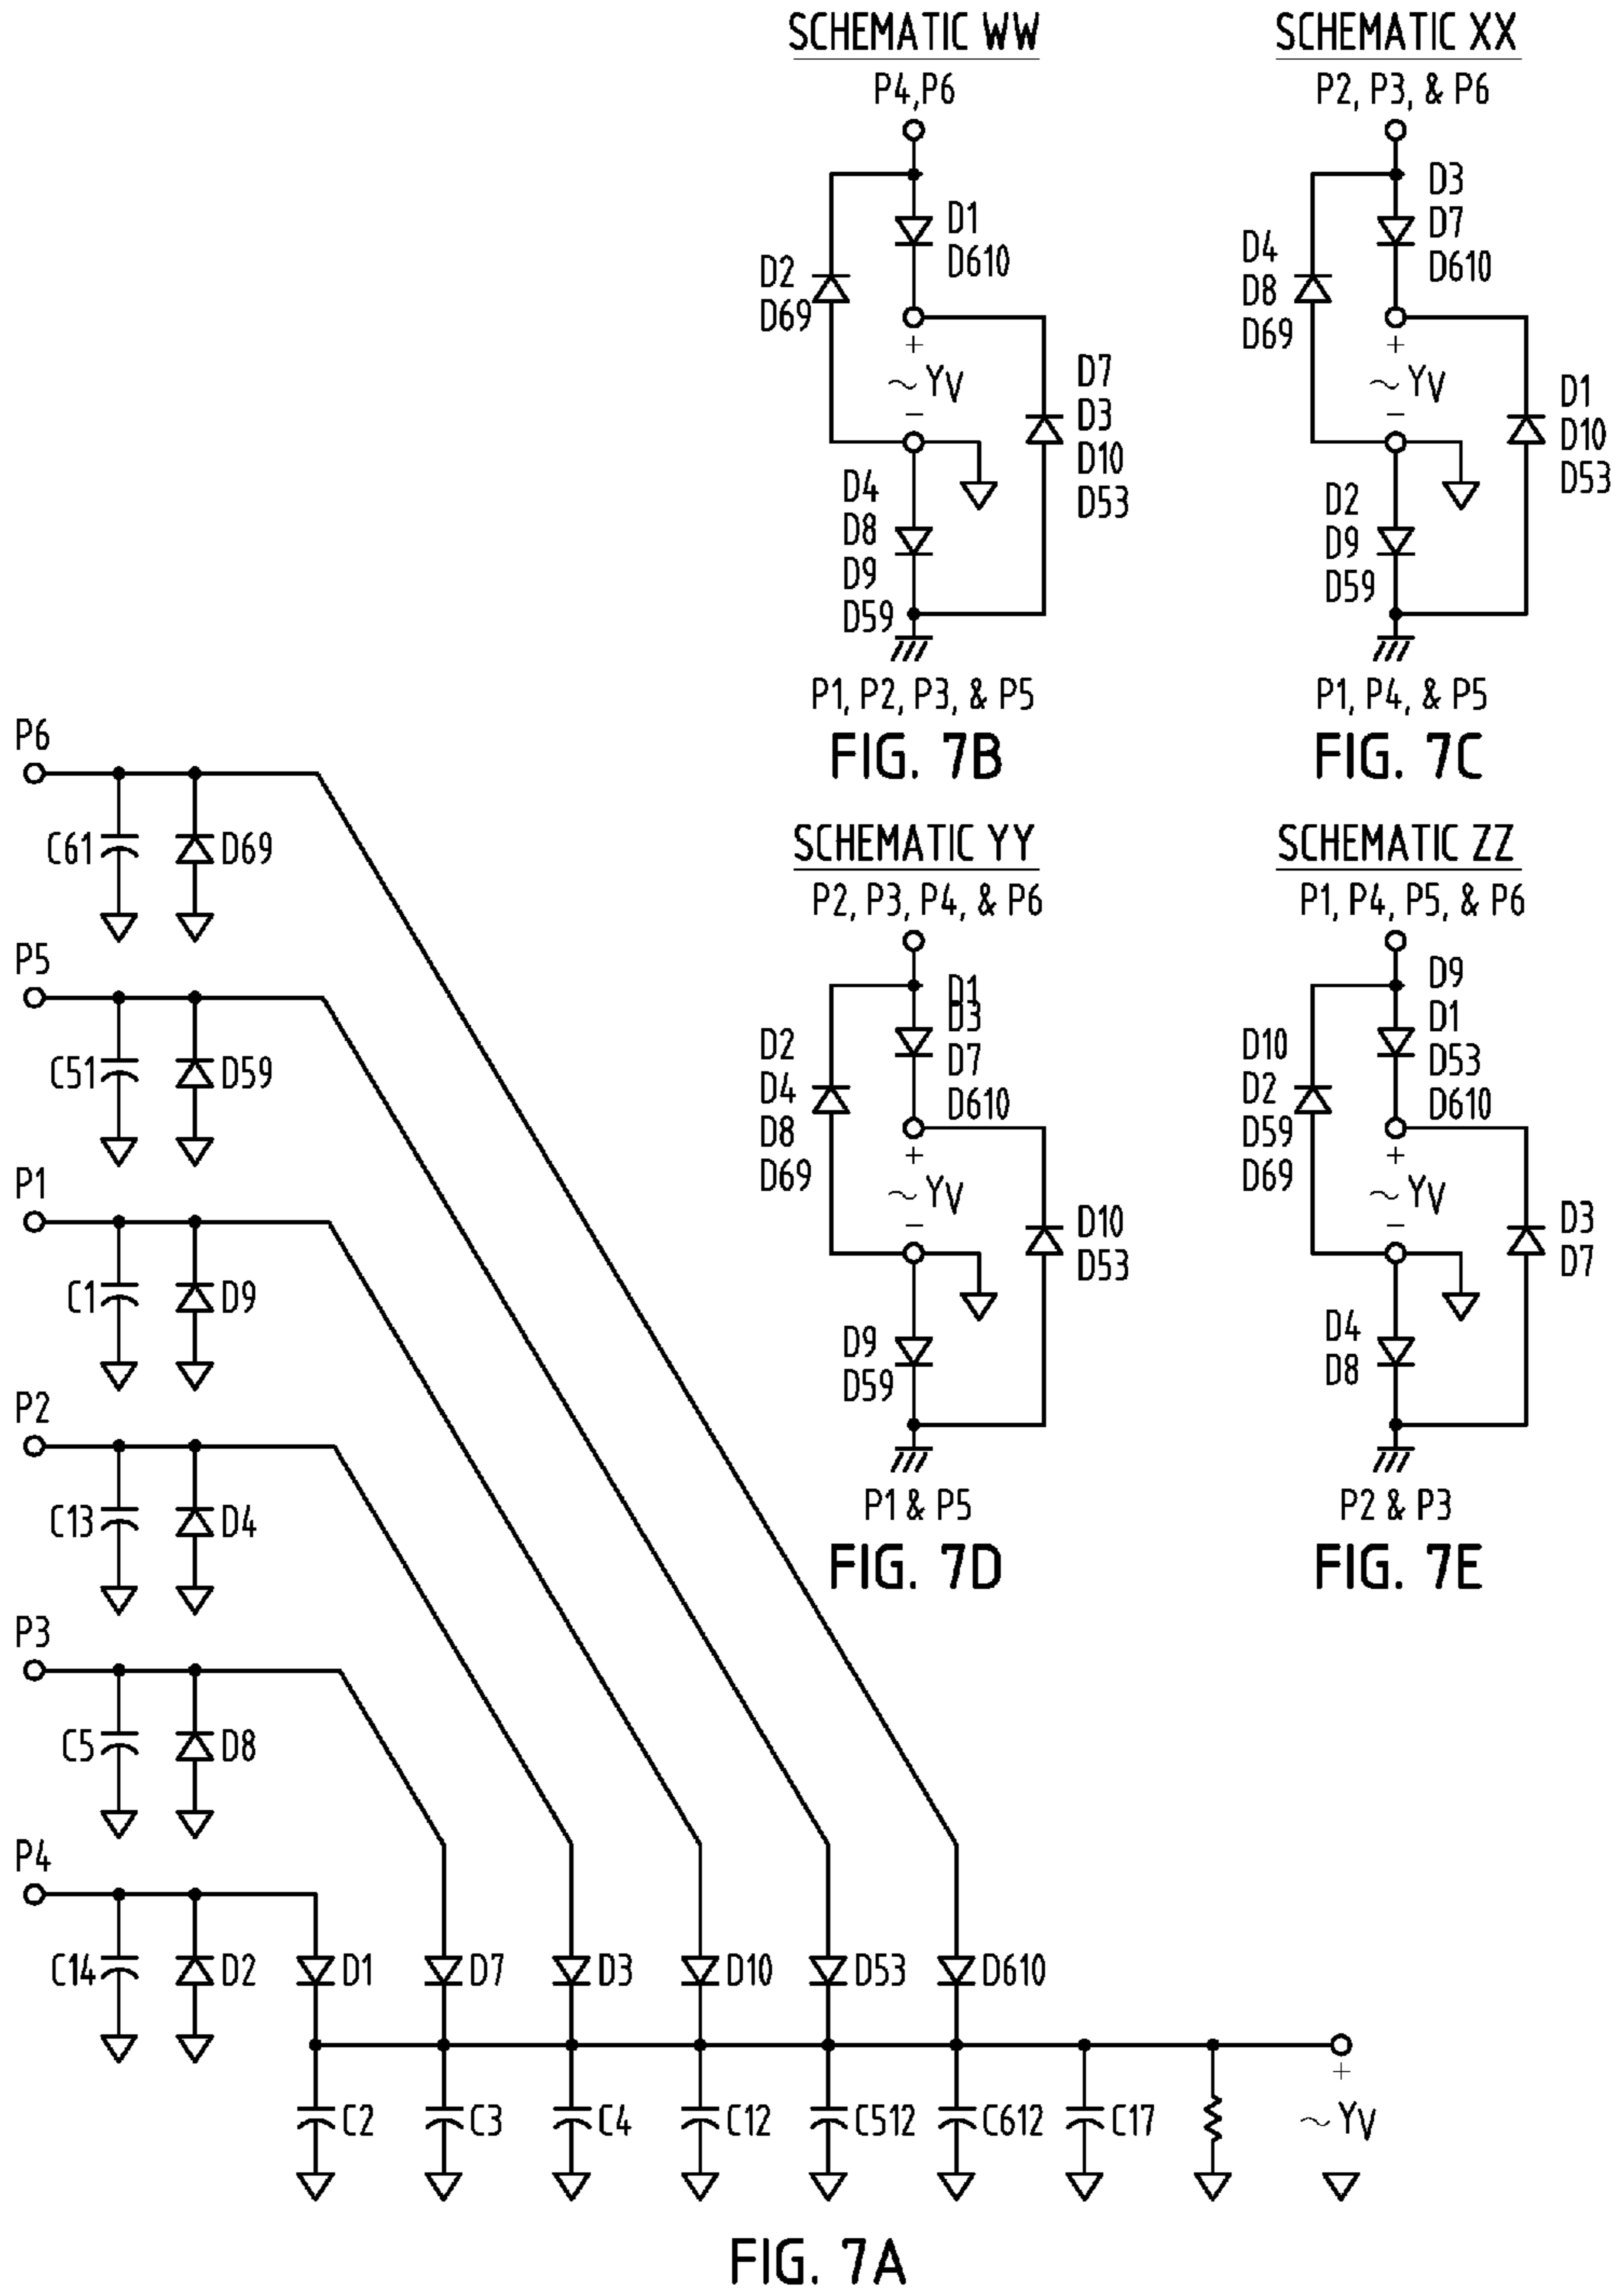 SCHEMATIC WW
P4,P6
D1
D610
D2
D69
+
~ YV
−
D7
D3
D10
D53
D4
D8
D9
D59
P1, P2, P3, & P5
FIG. 7B
SCHEMATIC XX
P2, P3, & P6
D3
D7
D610
D4
D8
D69
+
~ YV
−
D1
D10
D53
D2
D9
D59
P1, P4, & P5
FIG. 7C
SCHEMATIC YY
P2, P3, P4, & P6
D1
D3
D7
D610
D2
D4
D8
D69
+
~ YV
−
D10
D53
D9
D59
P1 & P5
FIG. 7D
SCHEMATIC ZZ
P1, P4, P5, & P6
D9
D1
D53
D610
D10
D2
D59
D69
+
~ YV
−
D3
D7
D4
D8
P2 & P3
FIG. 7E
P6
C61
D69
P5
C51
D59
P1
C1
D9
P2
C13
D4
P3
C5
D8
P4
C14
D2
D1
D7
D3
D10
D53
D610
C2
C3
C4
C12
C512
C612
C17
+
~ YV
FIG. 7A